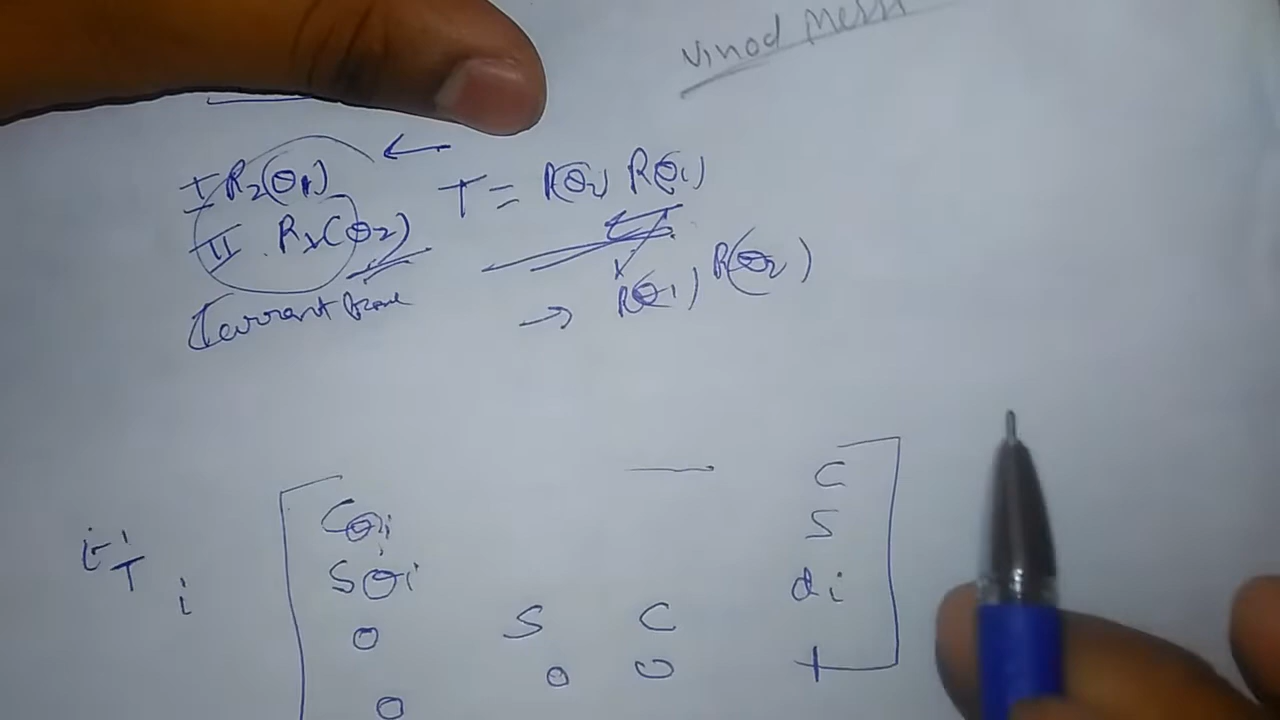 Vinod
I R₂(θ₁)
T = R(θ₂) R(θ₁)
II R_x(θ₂)
R(θ₁) R(θ₂)
→
Current frame
i-1 T i
Cθi C
Sθi S
0 S C di
0 0 0 1